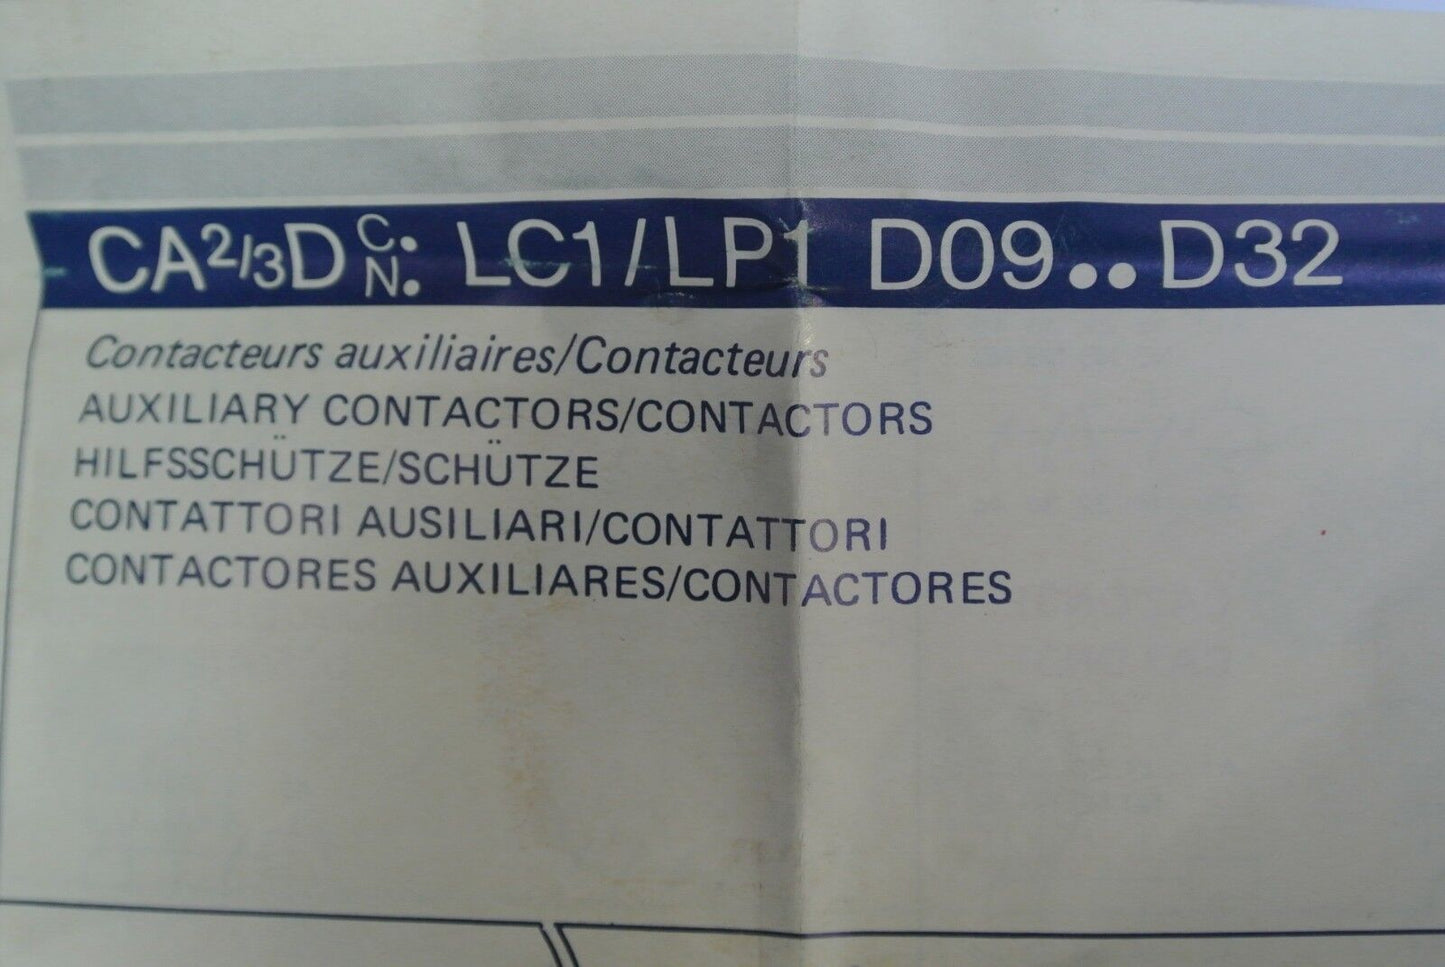 CA2/3D C. N. LC1/LP1 D09..D32
Contacteurs auxiliaires/Contacteurs
AUXILIARY CONTACTORS/CONTACTORS
HILFSSCHÜTZE/SCHÜTZE
CONTATTORI AUSILIARI/CONTATTORI
CONTACTORES AUXILIARES/CONTACTORES